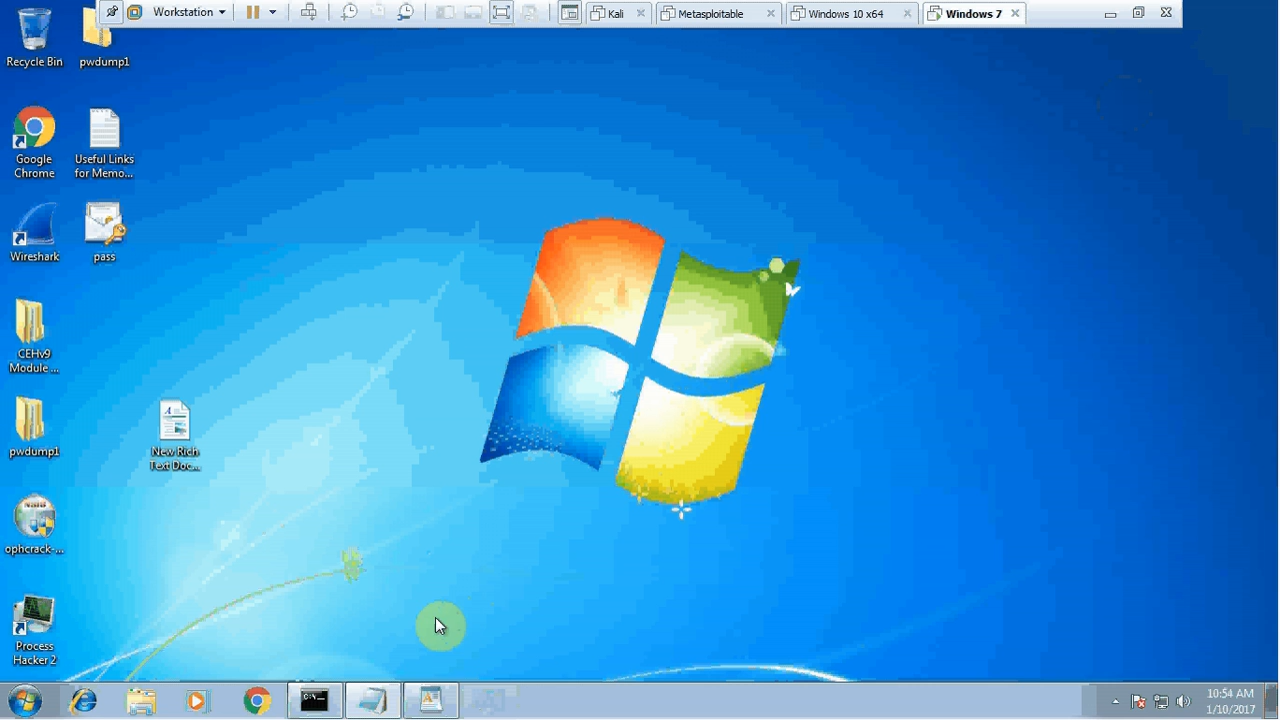 Workstation
Kali
Metasploitable
Windows 10 x64
Windows 7
Recycle Bin
pwdump1
Google
Chrome
Useful Links
for Memo...
Wireshark
pass
CEHv9
Module ...
pwdump1
New Rich
Text Doc...
ophcrack-...
Process
Hacker 2
10:54 AM
1/10/2017